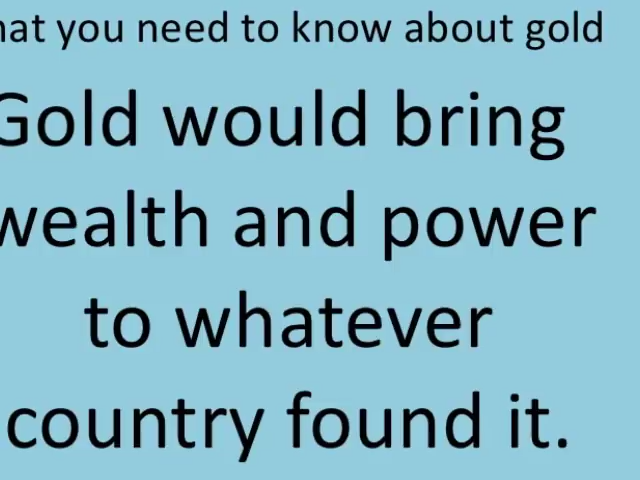 hat you need to know about gold
Gold would bring
wealth and power
to whatever
country found it.